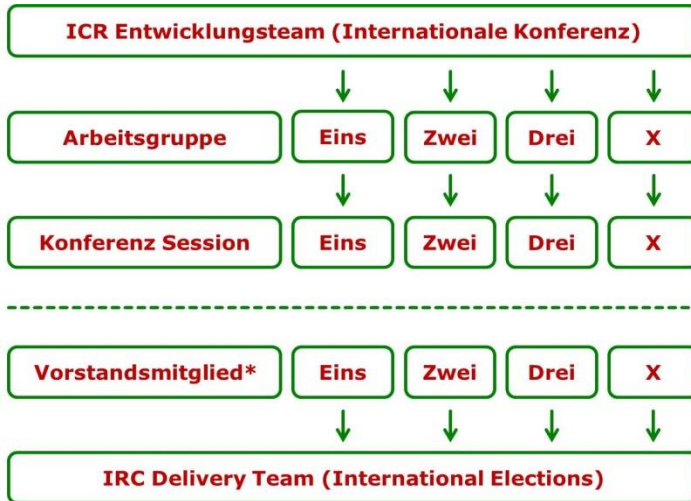 ICR Entwicklungsteam (Internationale Konferenz)
Arbeitsgruppe Eins Zwei Drei X
Konferenz Session Eins Zwei Drei X
Vorstandsmitglied* Eins Zwei Drei X
IRC Delivery Team (International Elections)